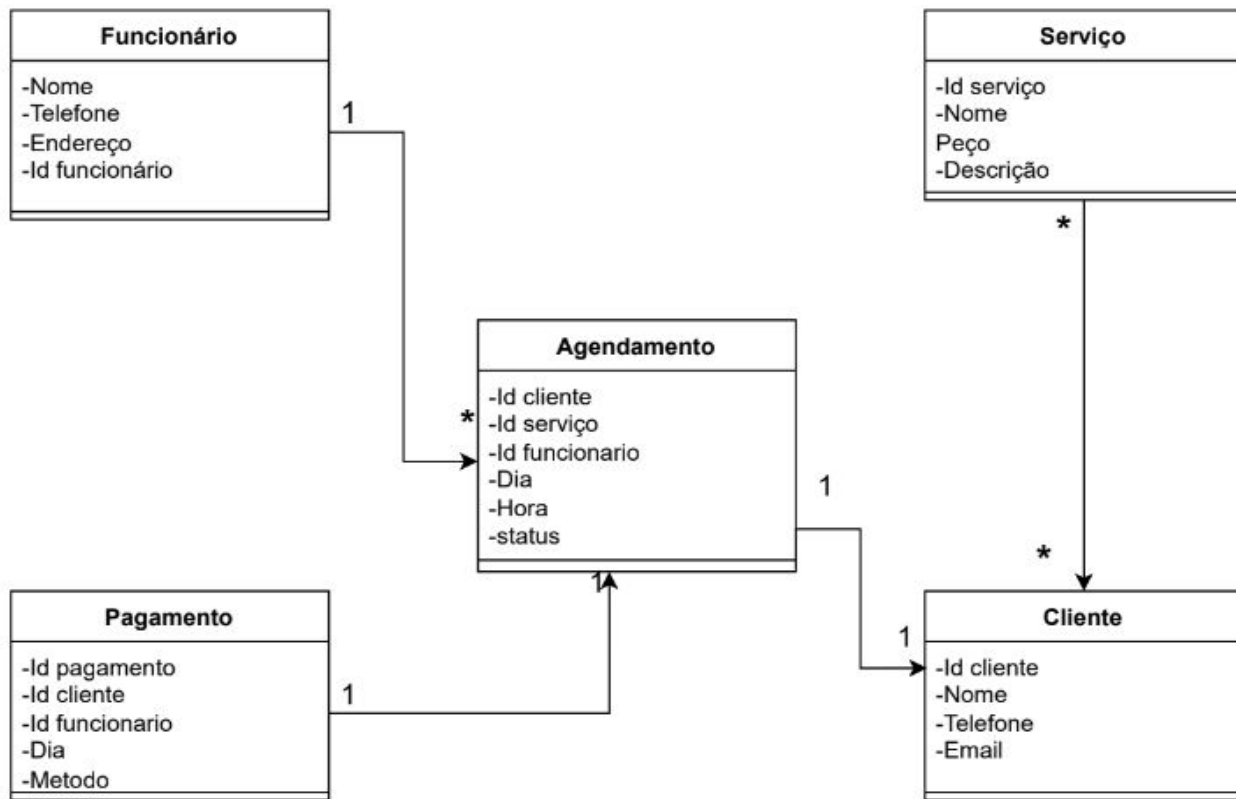 Funcionário
-Nome
-Telefone
-Endereço
-Id funcionário
1
Serviço
-Id serviço
-Nome
Peço
-Descrição
*
Agendamento
-Id cliente
-Id serviço
-Id funcionario
-Dia
-Hora
-status
*
1
1
Pagamento
-Id pagamento
-Id cliente
-Id funcionario
-Dia
-Metodo
1
*
1
Cliente
-Id cliente
-Nome
-Telefone
-Email